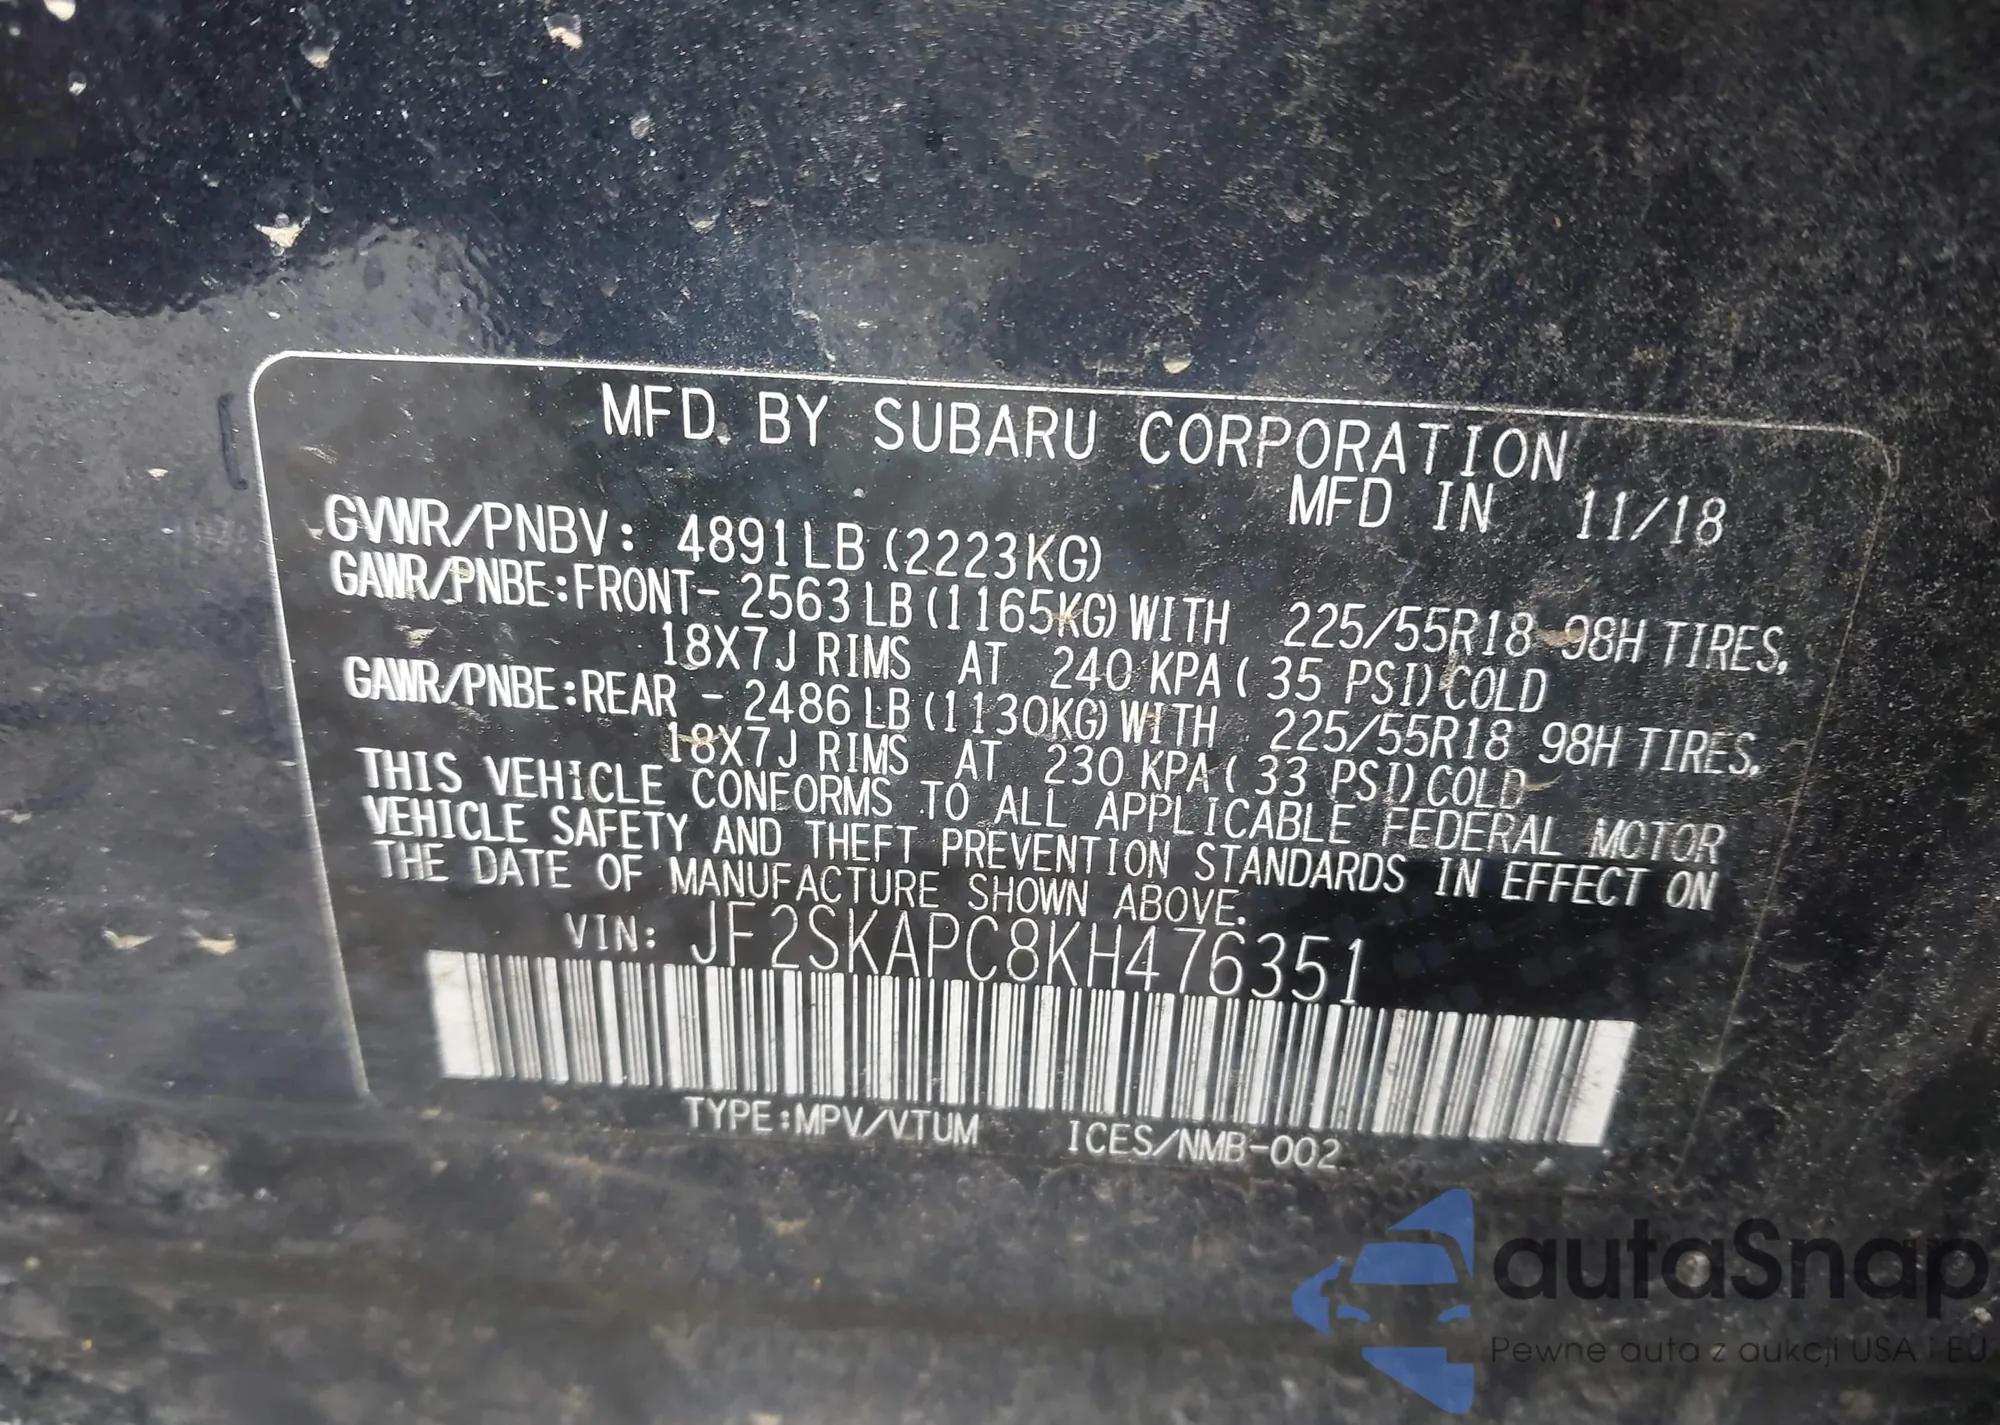 MFD. BY SUBARU CORPORATION
MFD IN 11/18
GVWR/PNBV: 4891LB (2223KG)
GAWR/PNBE:FRONT- 2563LB(1165KG)WITH 225/55R18 98H TIRES,
18X7J RIMS AT 240 KPA( 35 PSI)COLD
GAWR/PNBE:REAR - 2486LB(1130KG)WITH 225/55R18 98H TIRES,
18X7J RIMS AT 230 KPA( 33 PSI)COLD
THIS VEHICLE CONFORMS TO ALL APPLICABLE FEDERAL MOTOR
VEHICLE SAFETY AND THEFT PREVENTION STANDARDS IN EFFECT ON
THE DATE OF MANUFACTURE SHOWN ABOVE.
VIN: JF2SKAPC8KH476351
TYPE:MPV/VTUM ICES/NMB-002
autaSnap
Pewne auta z aukcji USA i EU